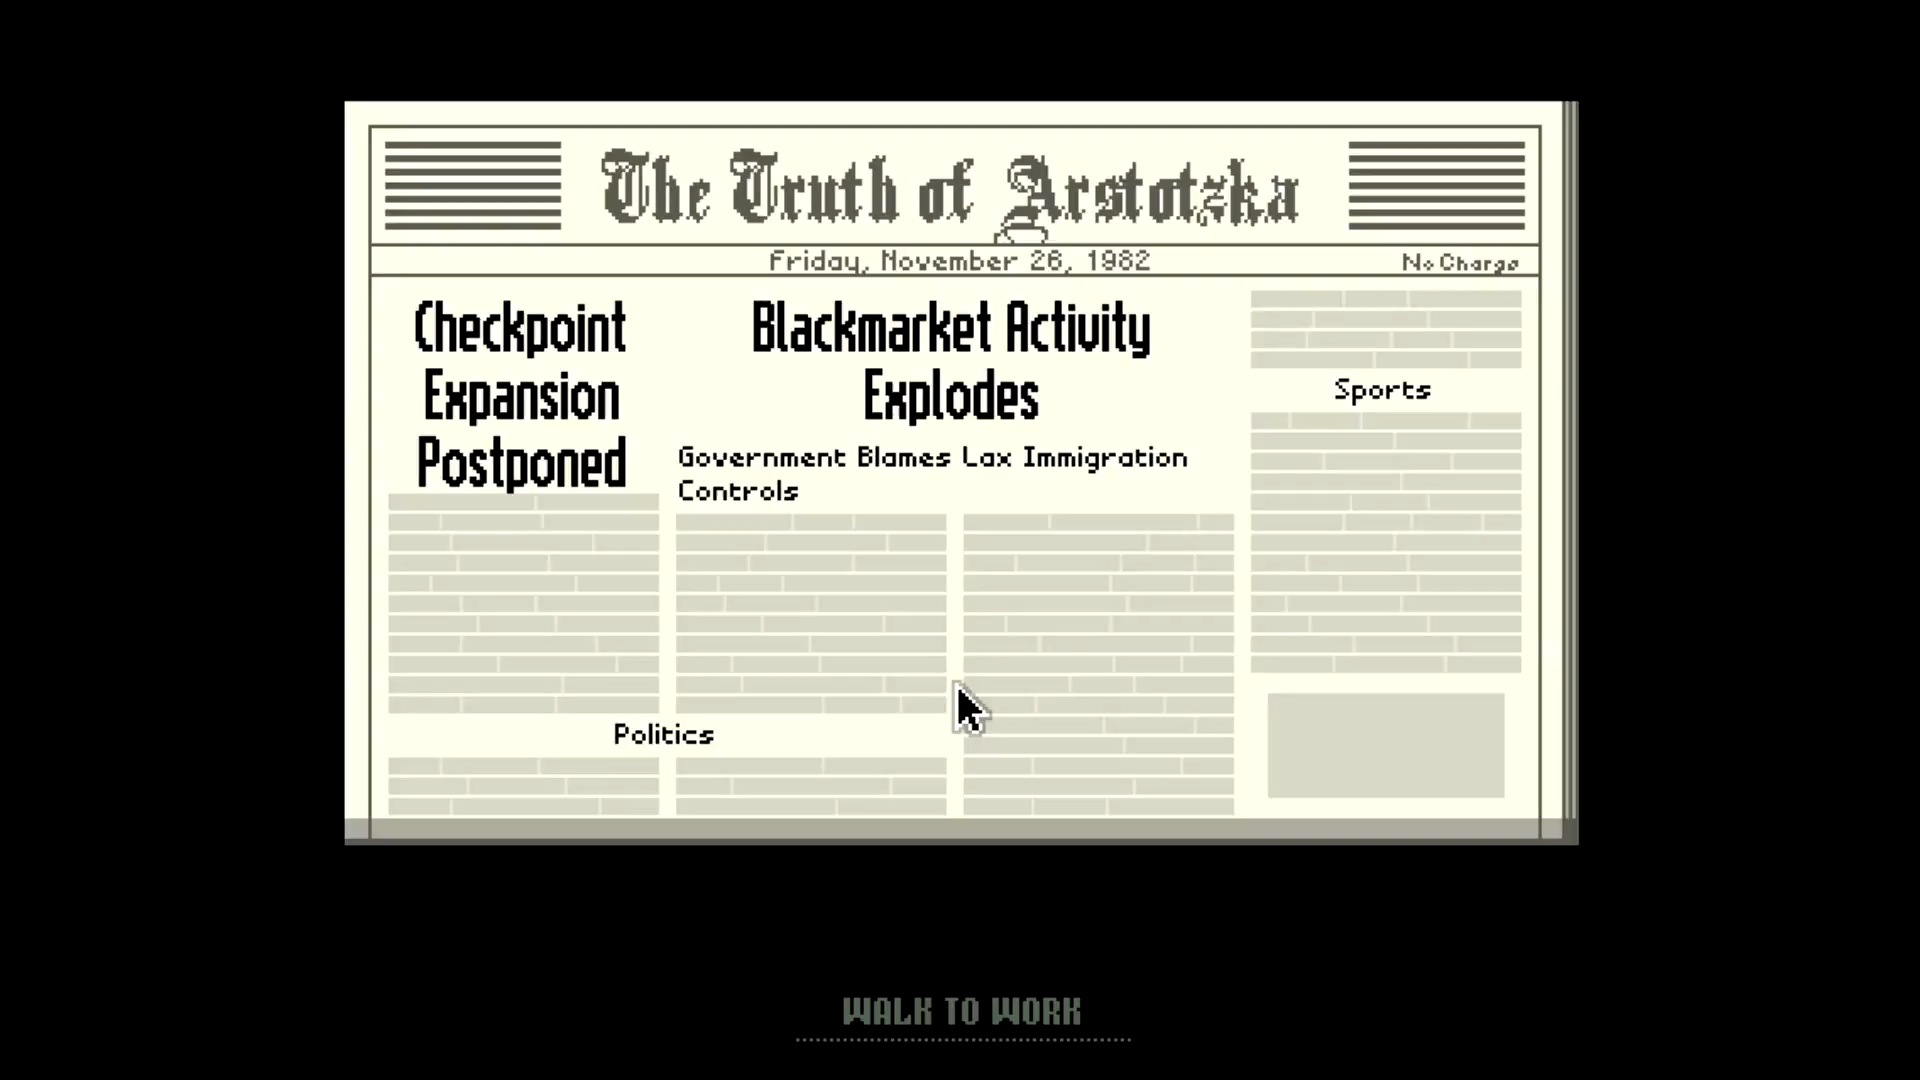 The Truth of Arstotzka
Friday, November 26, 1982
No Charge
Checkpoint
Expansion
Postponed
Blackmarket Activity
Explodes
Government Blames Lax Immigration
Controls
Sports
Politics
WALK TO WORK